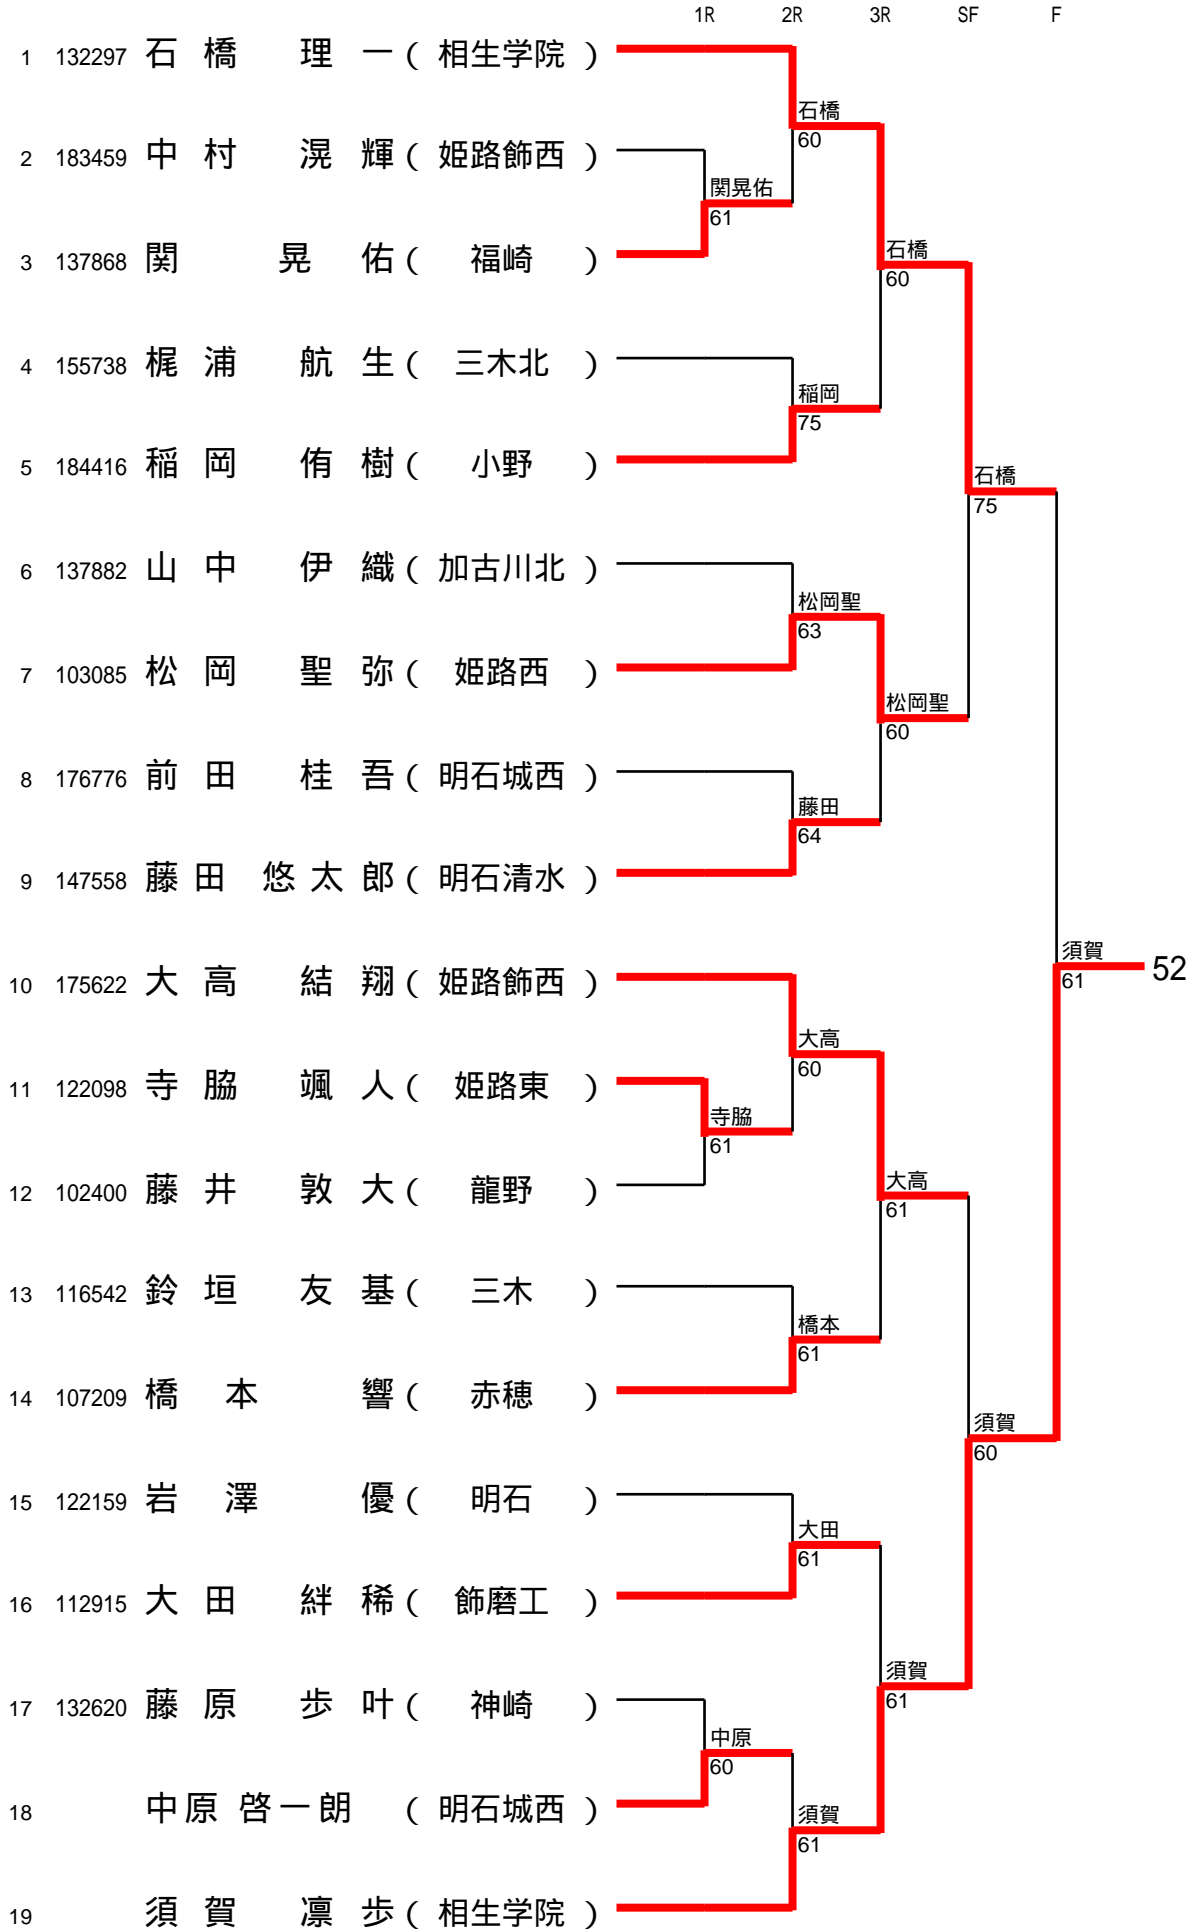 1R 2R 3R SF F
1 132297 石橋 理一 ( 相生学院 )
石橋
60
2 183459 中村 滉輝 ( 姫路飾西 )
関晃佑
61
3 137868 関 晃佑 ( 福崎 )
石橋
60
4 155738 梶浦 航生 ( 三木北 )
稲岡
75
5 184416 稲岡 侑樹 ( 小野 )
石橋
75
6 137882 山中 伊織 ( 加古川北 )
松岡聖
63
7 103085 松岡 聖弥 ( 姫路西 )
松岡聖
60
8 176776 前田 桂吾 ( 明石城西 )
藤田
64
9 147558 藤田 悠太郎 ( 明石清水 )
須賀
61 52
10 175622 大高 結翔 ( 姫路飾西 )
大高
60
11 122098 寺脇 颯人 ( 姫路東 )
寺脇
61
12 102400 藤井 敦大 ( 龍野 )
大高
61
13 116542 鈴垣 友基 ( 三木 )
橋本
61
14 107209 橋本 響 ( 赤穂 )
須賀
60
15 122159 岩澤 優 ( 明石 )
大田
61
16 112915 大田 絆稀 ( 飾磨工 )
須賀
61
17 132620 藤原 歩叶 ( 神崎 )
中原
60
18 中原 啓一朗 ( 明石城西 )
須賀
61
19 須賀 凛歩 ( 相生学院 )